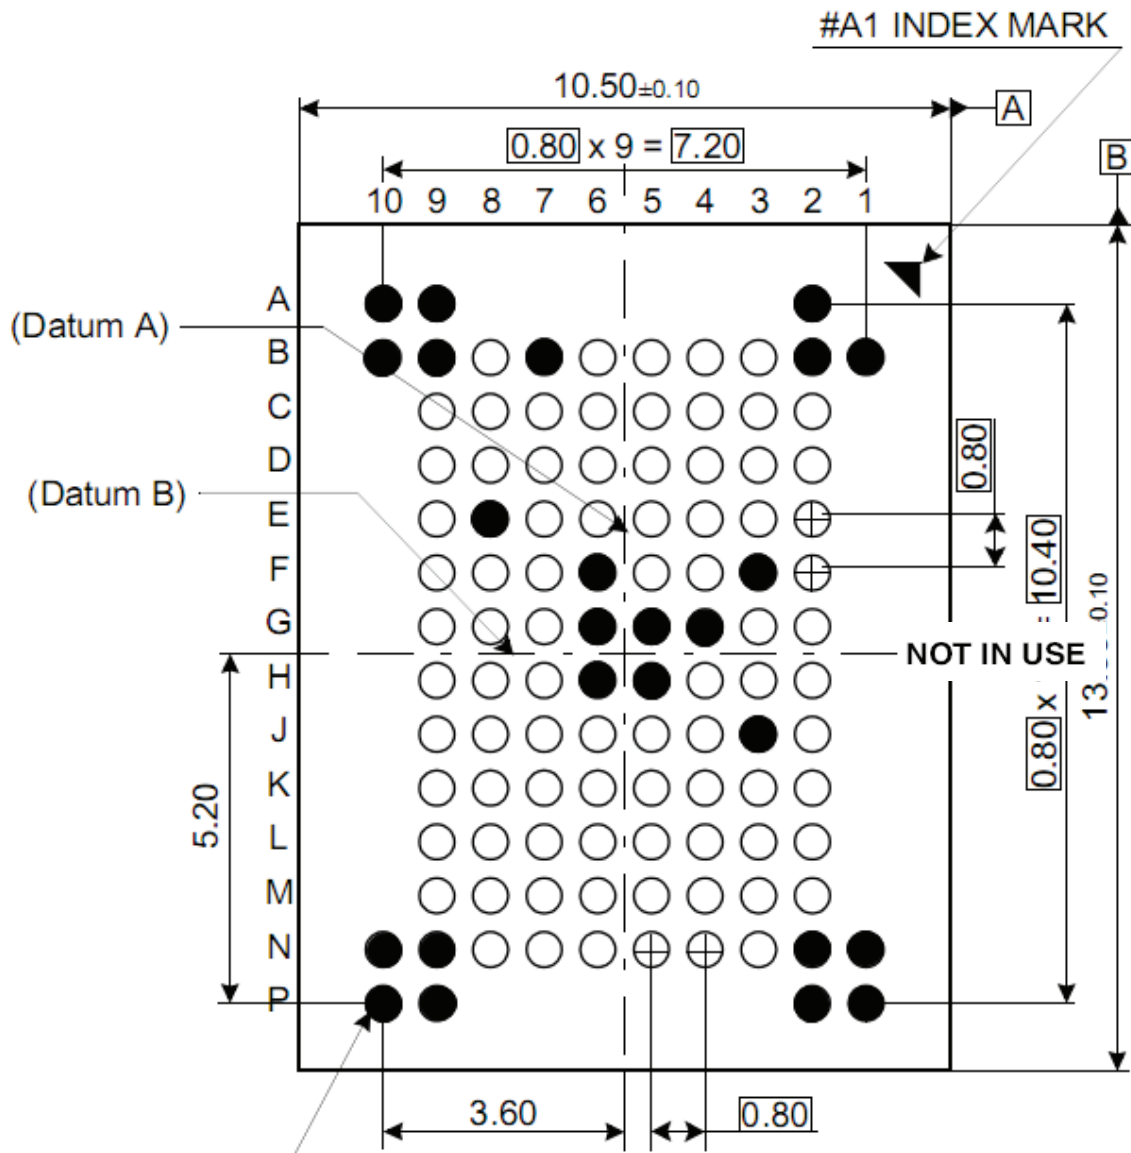 #A1 INDEX MARK
10.50±0.10
A
0.80 x 9 = 7.20
B
10 9 8 7 6 5 4 3 2 1
A
(Datum A)
B
C
0.80
D
(Datum B)
E
F
G
NOT IN USE
H
0.80 x = 10.40
±0.10
J
5.20
K
L
M
N
P
3.60
0.80